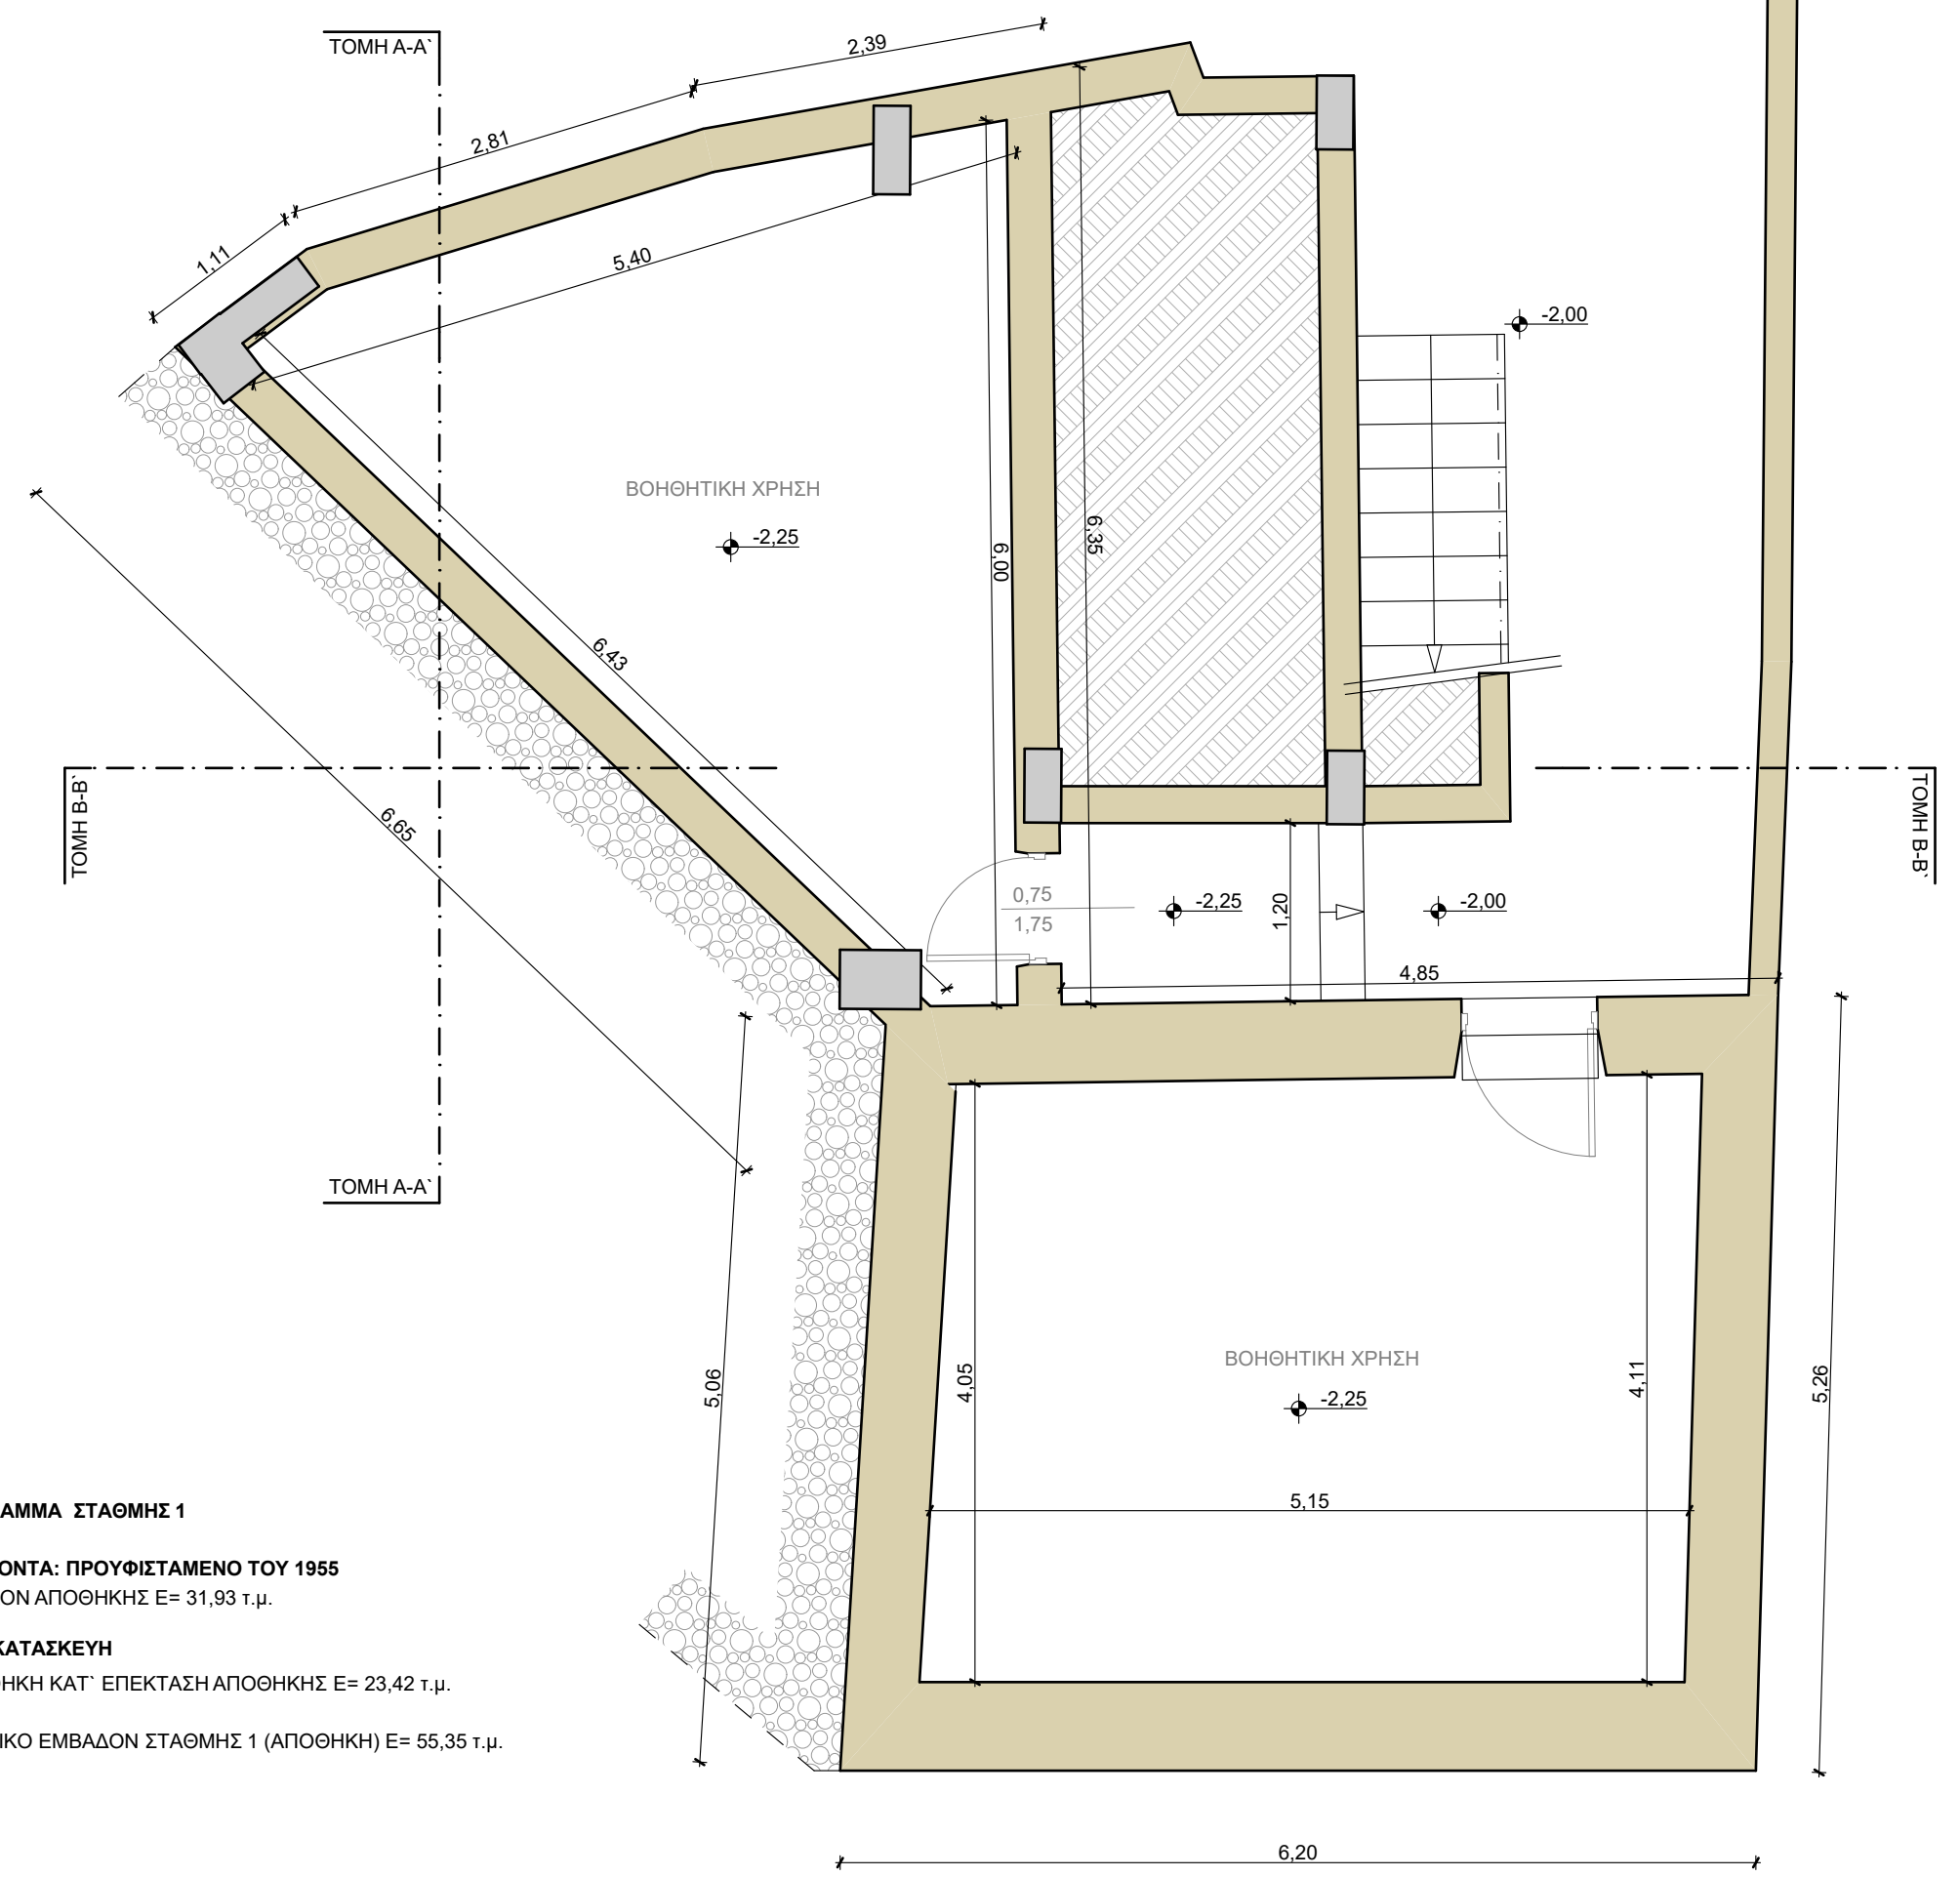 ΤΟΜΗ Α-Α`
2,39
2,81
1,11
5,40
-2,00
ΒΟΗΘΗΤΙΚΗ ΧΡΗΣΗ
-2,25
6,35
6,00
6,43
ΤΟΜΗ Β-Β`
ΤΟΜΗ Β-Β`
6,65
0,75
1,75
-2,25
1,20
-2,00
4,85
ΤΟΜΗ Α-Α`
ΒΟΗΘΗΤΙΚΗ ΧΡΗΣΗ
-2,25
4,05
4,11
5,06
5,26
5,15
ΑΜΜΑ ΣΤΑΘΜΗΣ 1
ΟΝΤΑ: ΠΡΟΥΦΙΣΤΑΜΕΝΟ ΤΟΥ 1955
ΟΝ ΑΠΟΘΗΚΗΣ Ε= 31,93 τ.μ.
ΚΑΤΑΣΚΕΥΗ
ΘΗΚΗ ΚΑΤ` ΕΠΕΚΤΑΣΗ ΑΠΟΘΗΚΗΣ Ε= 23,42 τ.μ.
ΙΚΟ ΕΜΒΑΔΟΝ ΣΤΑΘΜΗΣ 1 (ΑΠΟΘΗΚΗ) Ε= 55,35 τ.μ.
6,20